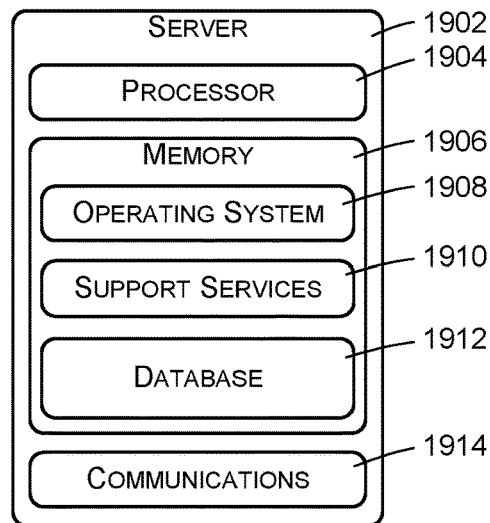 SERVER 1902
PROCESSOR 1904
MEMORY 1906
OPERATING SYSTEM 1908
SUPPORT SERVICES 1910
DATABASE 1912
COMMUNICATIONS 1914